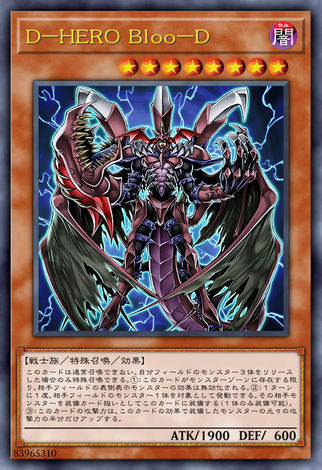 D－HERO Bloo－D
やみ
闇
【戦士族／特殊召喚／効果】
このカードは通常召喚できない。自分フィールドのモンスター３体をリリース
した場合のみ特殊召喚できる。①：このカードがモンスターゾーンに存在する限
り、相手フィールドの表側表示モンスターの効果は無効化される。②：１ターン
に１度、相手フィールドのモンスター１体を対象として発動できる。その相手モ
ンスターを装備カード扱いとしてこのカードに装備する（１体のみ装備可能）。
③：このカードの攻撃力は、このカードの効果で装備したモンスターの元々の攻
撃力の半分だけアップする。
ATK/1900 DEF/ 600
83965310